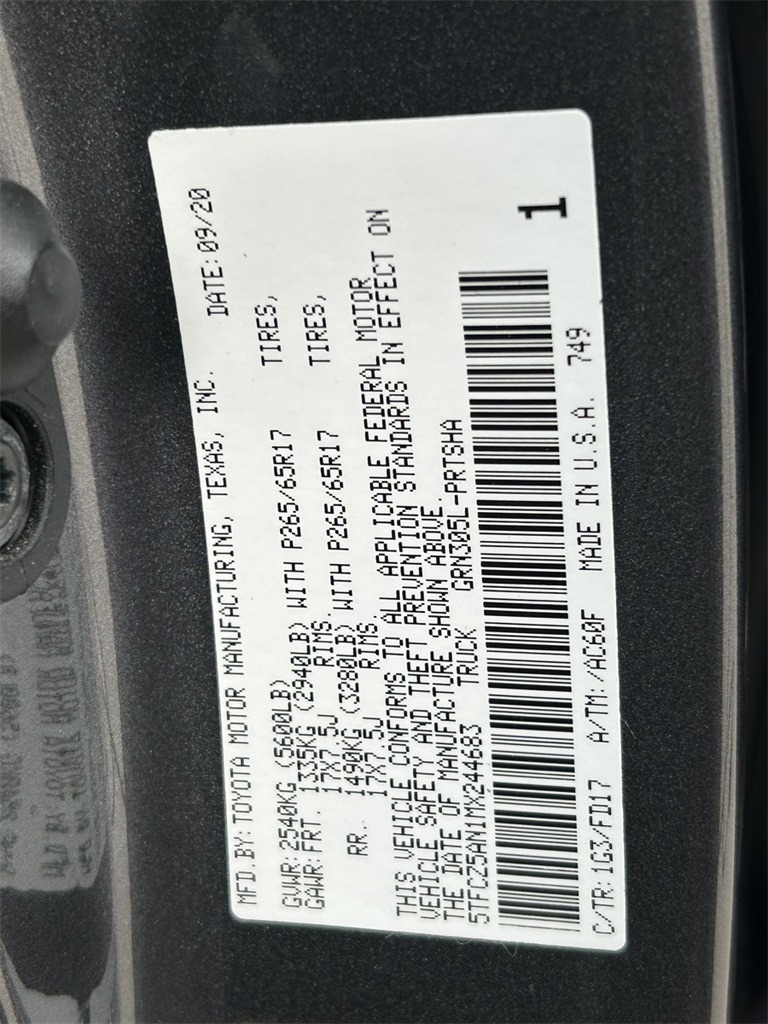 MFD.BY:TOYOTA MOTOR MANUFACTURING, TEXAS, INC. DATE:09/20
GVWR:2540KG (5600LB)
GAWR:FRT. 1335KG (2940LB) WITH P265/65R17 TIRES,
17X7.5J RIMS.
RR. 1490KG (3280LB) WITH P265/65R17 TIRES,
17X7.5J RIMS.
THIS VEHICLE CONFORMS TO ALL APPLICABLE FEDERAL MOTOR
VEHICLE SAFETY AND THEFT PREVENTION STANDARDS IN EFFECT ON
THE DATE OF MANUFACTURE SHOWN ABOVE.
5TFCZ5AN1MX244683 TRUCK GRN305L-PRTSHA
1
C/TR:1G3/FD17 A/TM:/AC60F MADE IN U.S.A. 749